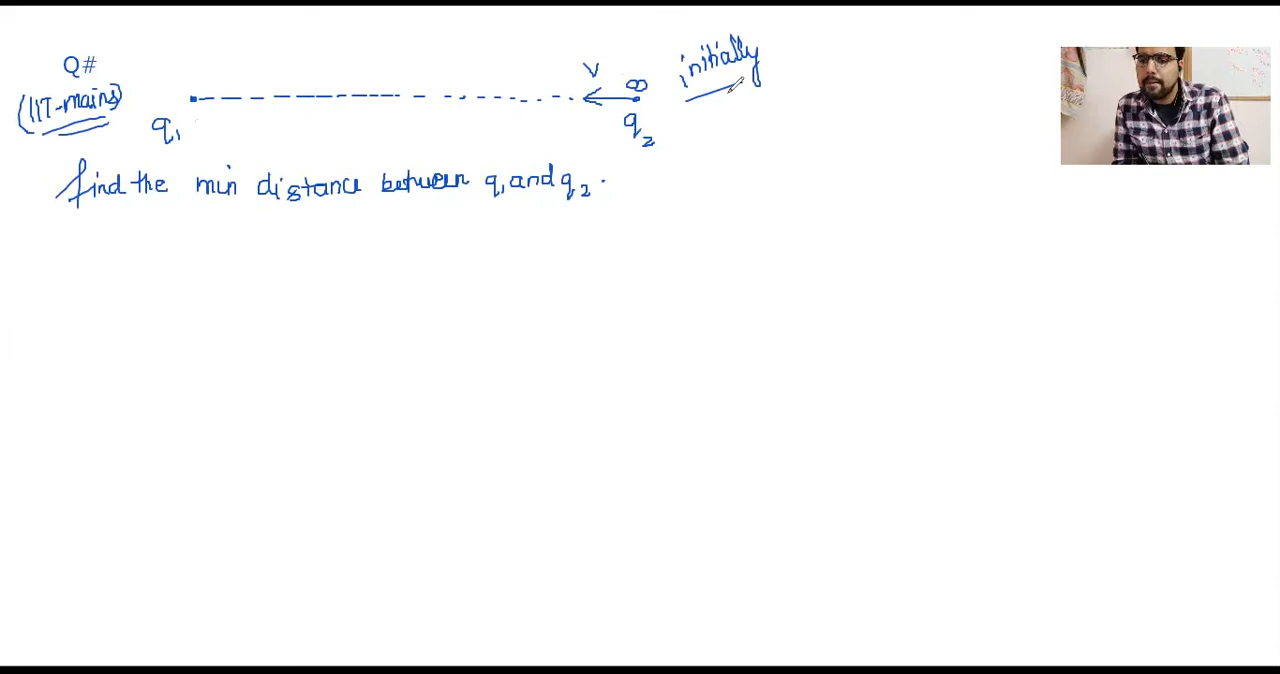 Q#
(IIT-mains)
v
∞
initially
q₁
q₂
find the min distance between q₁ and q₂.